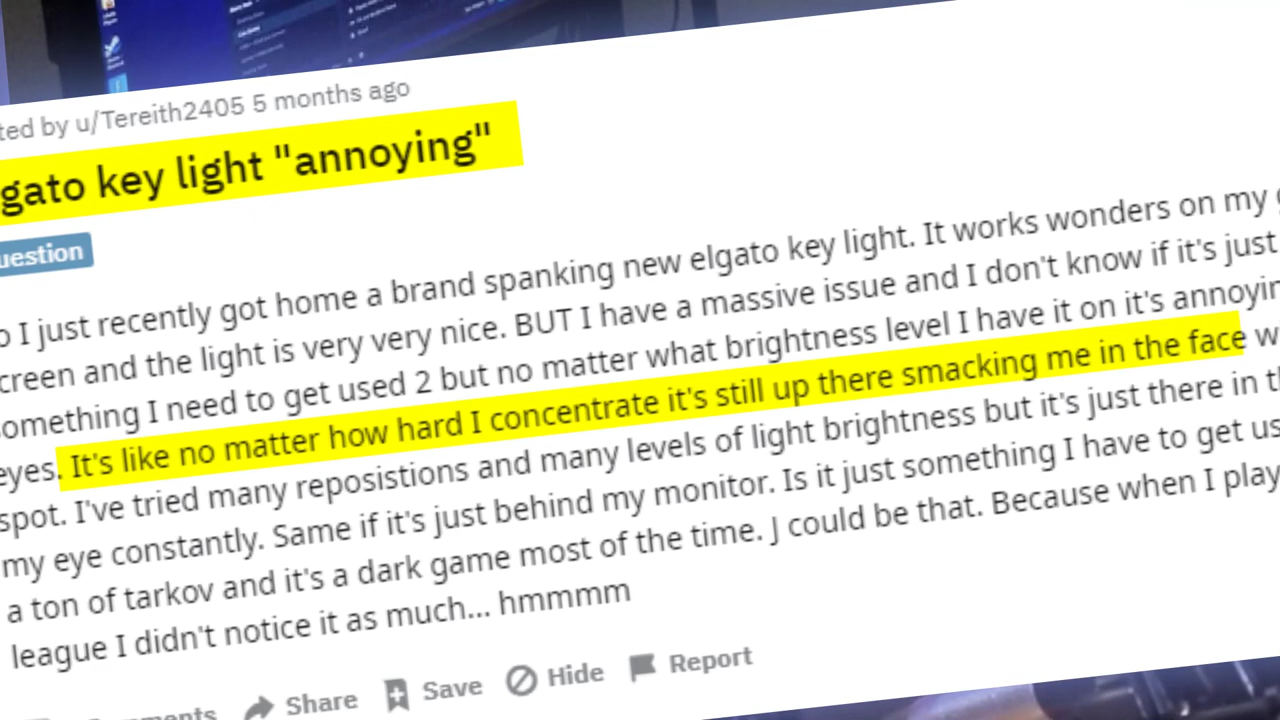 ted by u/Tereith2405 5 months ago
gato key light "annoying"
uestion
o I just recently got home a brand spanking new elgato key light. It works wonders on my g
creen and the light is very very nice. BUT I have a massive issue and I don't know if it's just
something I need to get used 2 but no matter what brightness level I have it on it's annoyin
eyes. It's like no matter how hard I concentrate it's still up there smacking me in the face w
spot. I've tried many repositions and many levels of light brightness but it's just there in th
my eye constantly. Same if it's just behind my monitor. Is it just something I have to get us
a ton of tarkov and it's a dark game most of the time. J could be that. Because when I play
league I didn't notice it as much... hmmmm
mments Share Save Hide Report